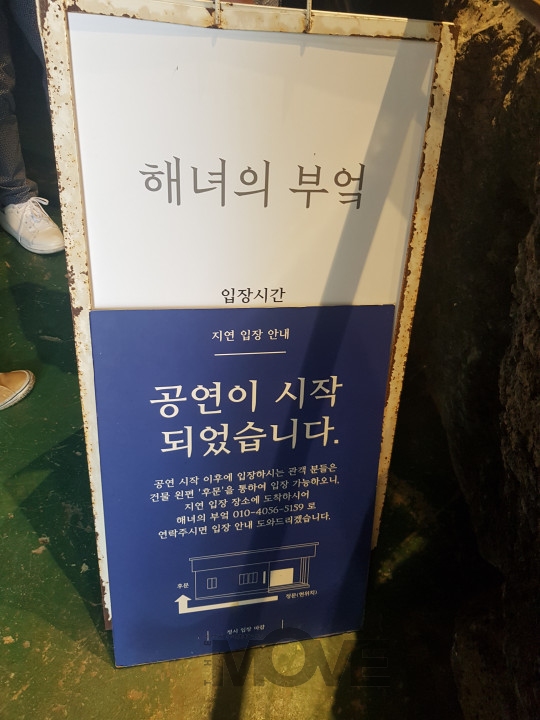 해녀의 부엌
입장시간
지연 입장 안내
공연이 시작
되었습니다.
공연 시작 이후에 입장하시는 관객 분들은
건물 왼편 '후문'을 통하여 입장 가능하오니,
지연 입장 장소에 도착하시어
해녀의 부엌 010-4056-5159 로
연락주시면 입장 안내 도와드리겠습니다.
후문
정문(현위치)
정시 입장 마감
THE MOVE